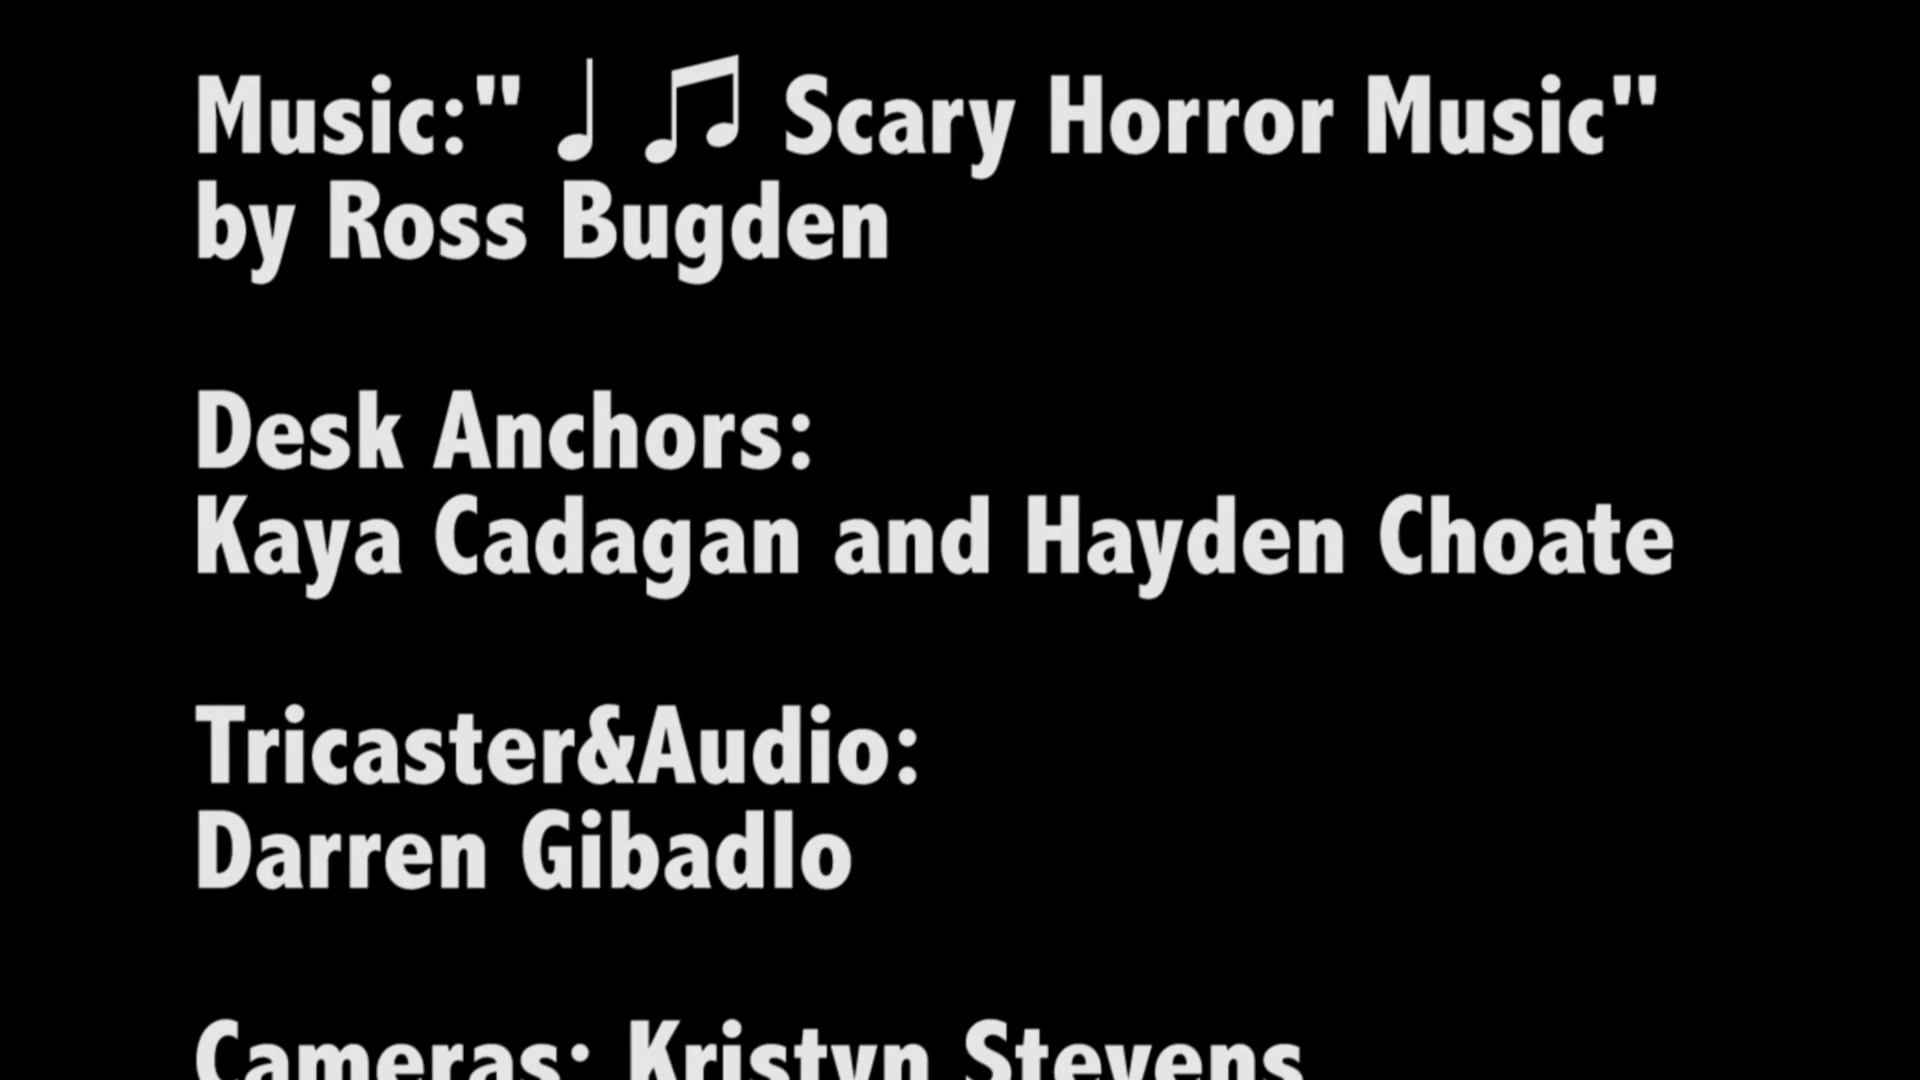 Music:" ♩ ♫ Scary Horror Music"
by Ross Bugden
Desk Anchors:
Kaya Cadagan and Hayden Choate
Tricaster&Audio:
Darren Gibadlo
Cameras: Kristyn Stevens